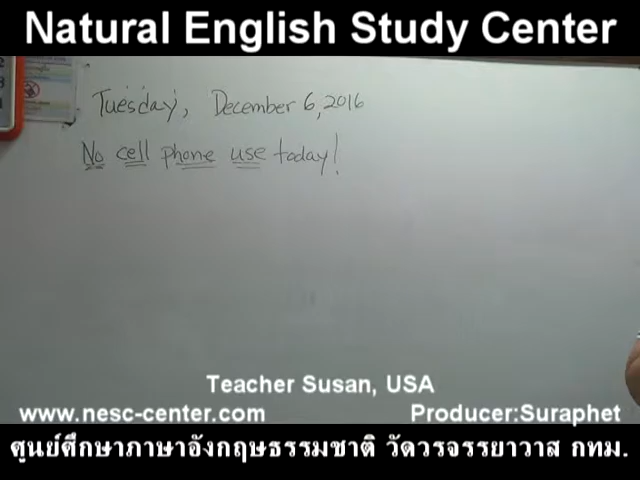 Natural English Study Center
Tuesday, December 6, 2016
No cell phone use today!
Teacher Susan, USA
www.nesc-center.com Producer:Suraphet
ศูนย์ศึกษาภาษาอังกฤษธรรมชาติ วัดวรจรรยาวาส กทม.